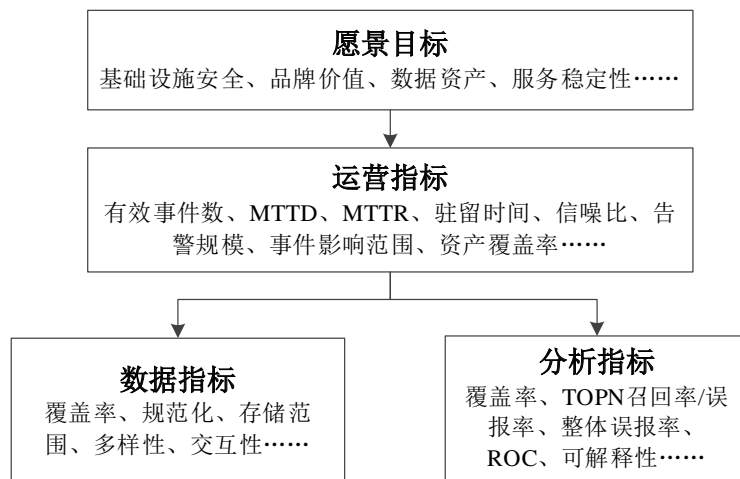 愿景目标
基础设施安全、品牌价值、数据资产、服务稳定性……
运营指标
有效事件数、MTTD、MTTR、驻留时间、信噪比、告
警规模、事件影响范围、资产覆盖率……
数据指标
覆盖率、规范化、存储范
围、多样性、交互性……
分析指标
覆盖率、TOPN召回率/误
报率、整体误报率、
ROC、可解释性……